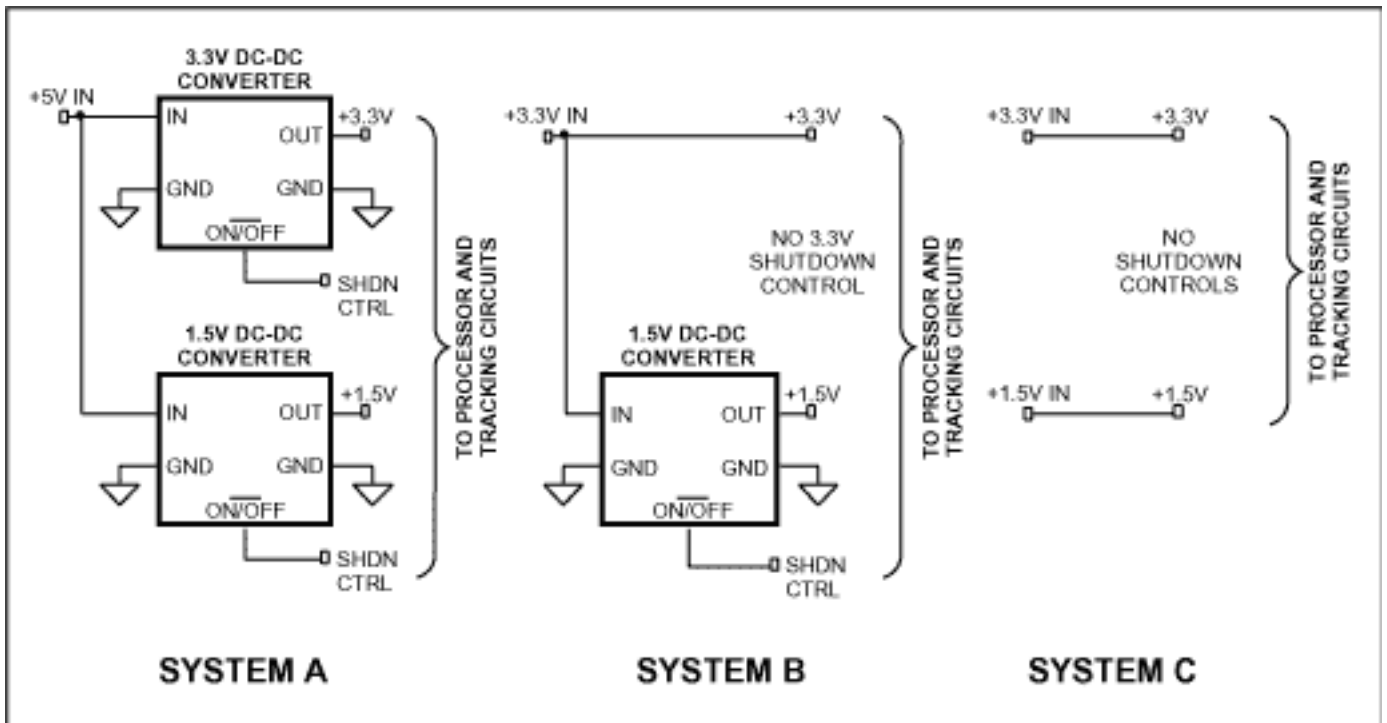 3.3V DC-DC
CONVERTER
+5V IN
IN
OUT
+3.3V
GND
GND
ON/OFF
SHDN
CTRL
1.5V DC-DC
CONVERTER
IN
OUT
+1.5V
GND
GND
ON/OFF
SHDN
CTRL
TO PROCESSOR AND
TRACKING CIRCUITS
SYSTEM A
+3.3V IN
+3.3V
NO 3.3V
SHUTDOWN
CONTROL
1.5V DC-DC
CONVERTER
IN
OUT
+1.5V
GND
GND
ON/OFF
SHDN
CTRL
TO PROCESSOR AND
TRACKING CIRCUITS
SYSTEM B
+3.3V IN
+3.3V
NO
SHUTDOWN
CONTROLS
+1.5V IN
+1.5V
TO PROCESSOR AND
TRACKING CIRCUITS
SYSTEM C